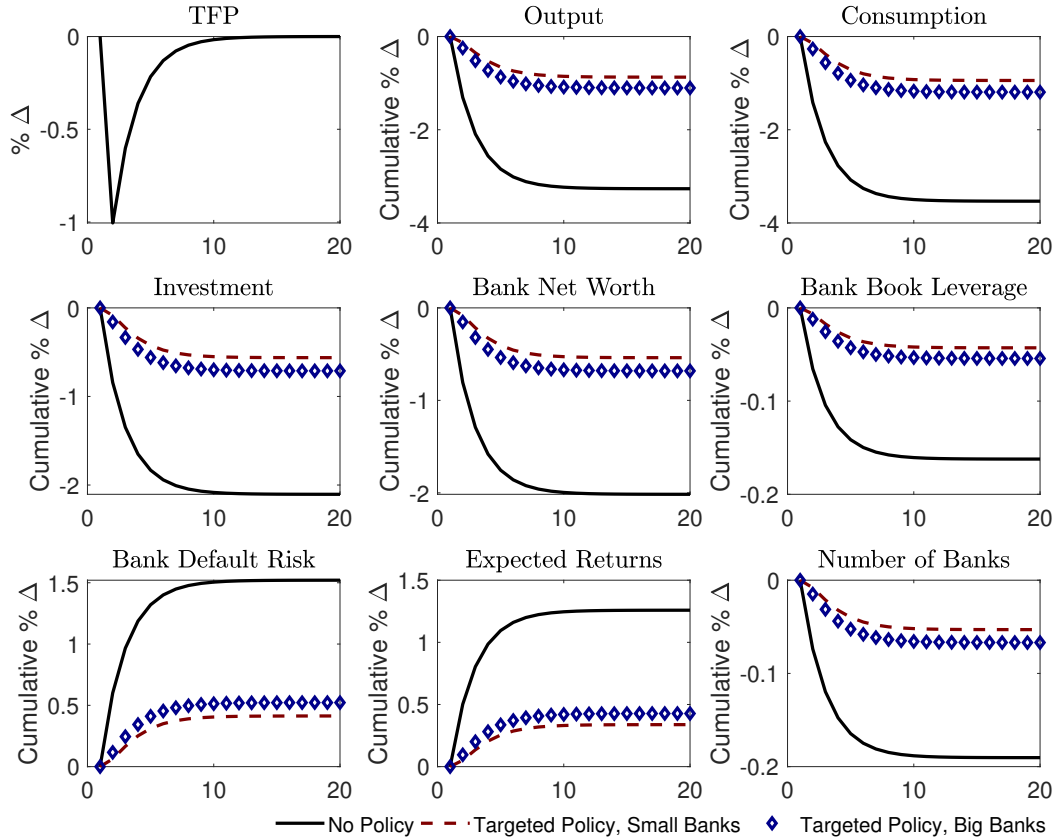 TFP
Output
Consumption
% Δ
0
-0.5
-1
0
10
20
Cumulative % Δ
0
-2
-4
0
10
20
Cumulative % Δ
0
-2
-4
0
10
20
Investment
Bank Net Worth
Bank Book Leverage
Cumulative % Δ
0
-1
-2
0
10
20
Cumulative % Δ
0
-1
-2
0
10
20
Cumulative % Δ
0
-0.1
-0.2
0
10
20
Bank Default Risk
Expected Returns
Number of Banks
Cumulative % Δ
1.5
1
0.5
0
0
10
20
Cumulative % Δ
1.5
1
0.5
0
0
10
20
Cumulative % Δ
0
-0.1
-0.2
0
10
20
No Policy
Targeted Policy, Small Banks
Targeted Policy, Big Banks